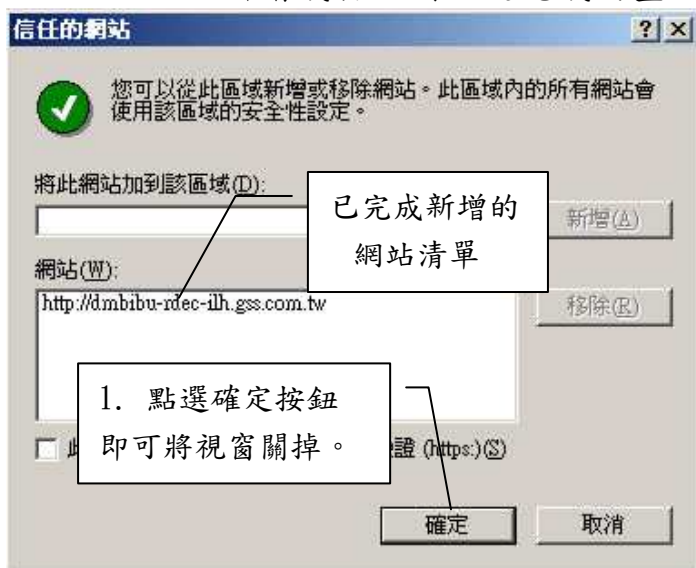 信任的網站
您可以從此區域新增或移除網站。此區域內的所有網站會
使用該區域的安全性設定。
將此網站加到該區域(D):
已完成新增的
網站清單
新增(A)
網站(W):
http://dmbibu-rdec-ilh.gss.com.tw
移除(R)
1. 點選確定按鈕
即可將視窗關掉。
(https:)(S)
確定
取消